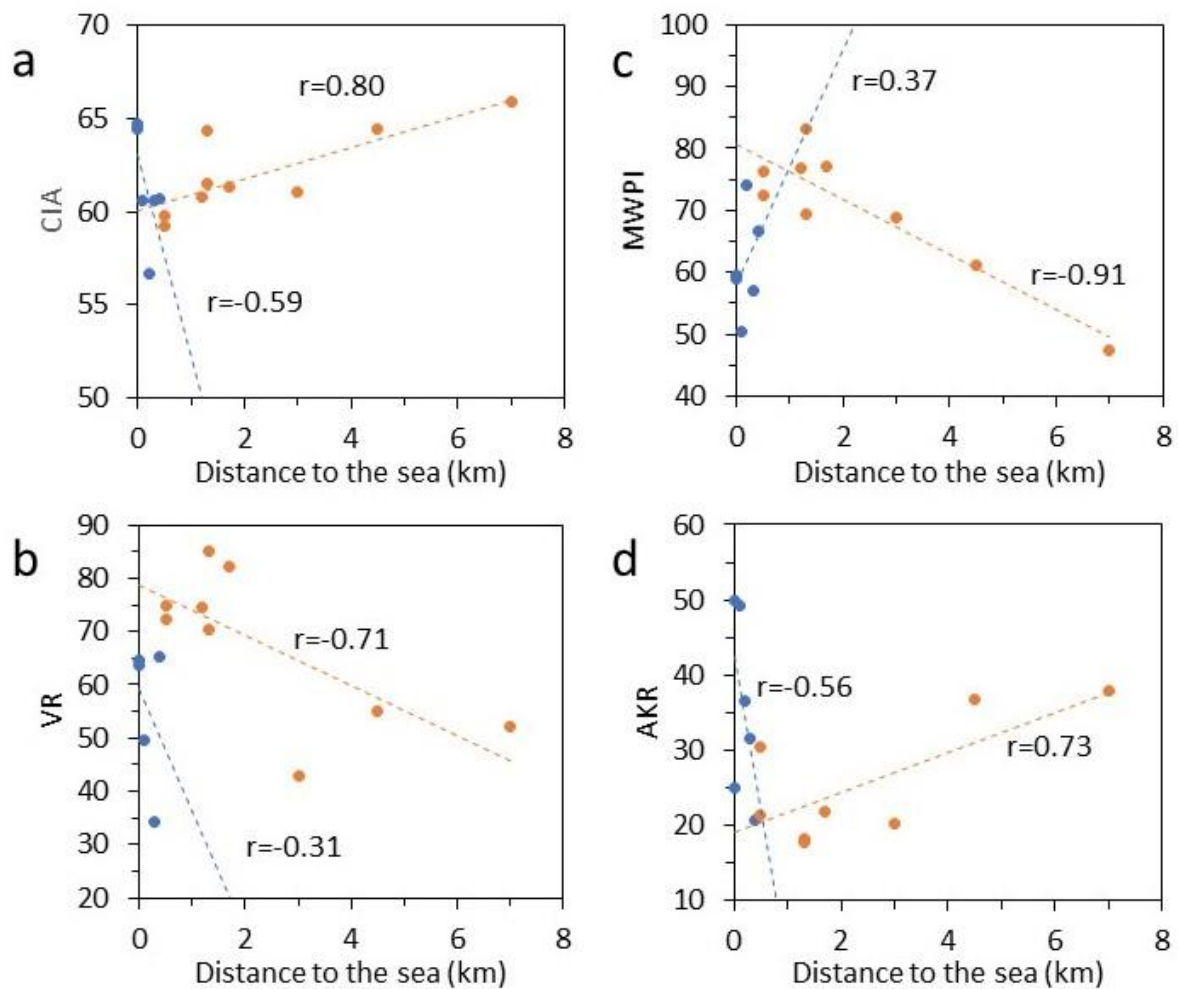 a
CIA
70
65
60
55
50
r=0.80
r=-0.59
0 2 4 6 8
Distance to the sea (km)
c
MWPI
100
90
80
70
60
50
40
r=0.37
r=-0.91
0 2 4 6 8
Distance to the sea (km)
b
VR
90
80
70
60
50
40
30
20
r=-0.71
r=-0.31
0 2 4 6 8
Distance to the sea (km)
d
AKR
60
50
40
30
20
10
r=-0.56
r=0.73
0 2 4 6 8
Distance to the sea (km)